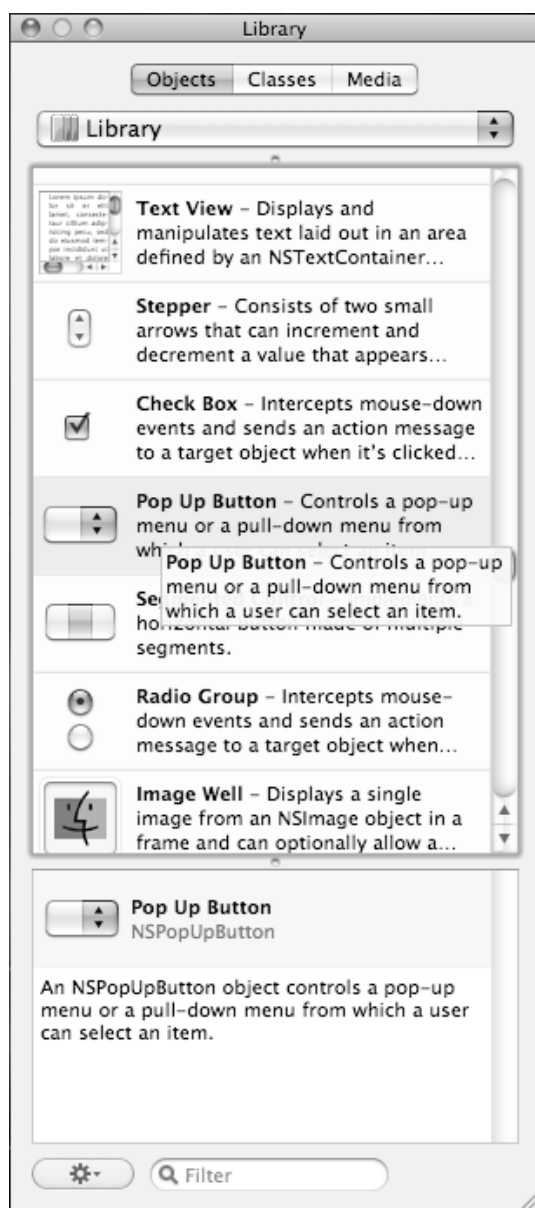 Library
Objects Classes Media
Library
Text View – Displays and
manipulates text laid out in an area
defined by an NSTextContainer...
Stepper – Consists of two small
arrows that can increment and
decrement a value that appears...
Check Box – Intercepts mouse-down
events and sends an action message
to a target object when it's clicked...
Pop Up Button – Controls a pop-up
menu or a pull-down menu from
Pop Up Button – Controls a pop-up
menu or a pull-down menu from
which a user can select an item.
segments.
Radio Group – Intercepts mouse-
down events and sends an action
message to a target object when...
Image Well – Displays a single
image from an NSImage object in a
frame and can optionally allow a...
Pop Up Button
NSPopUpButton
An NSPopUpButton object controls a pop-up
menu or a pull-down menu from which a user
can select an item.
Filter